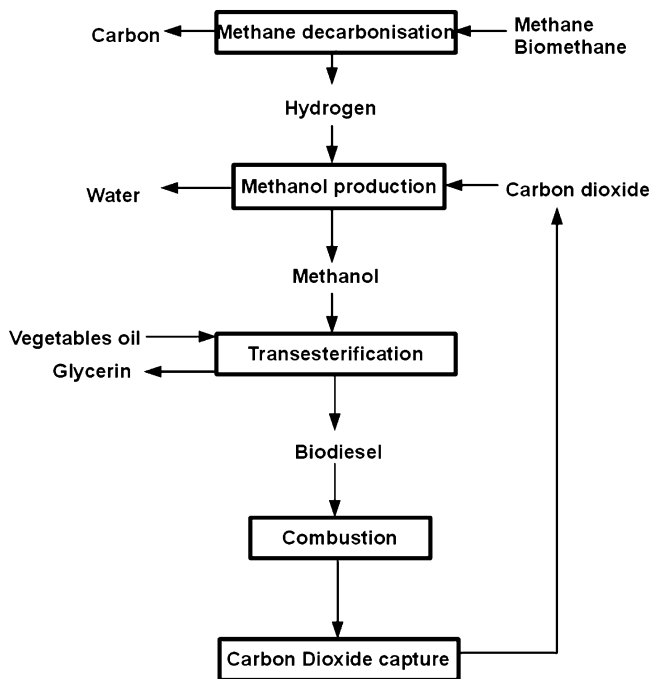 Carbon
Methane decarbonisation
Methane
Biomethane
Hydrogen
Water
Methanol production
Carbon dioxide
Methanol
Vegetables oil
Glycerin
Transesterification
Biodiesel
Combustion
Carbon Dioxide capture